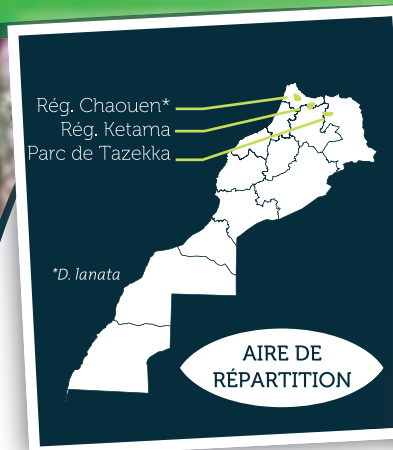 Rég. Chaouen*
Rég. Ketama
Parc de Tazekka
*D. lanata
AIRE DE
RÉPARTITION